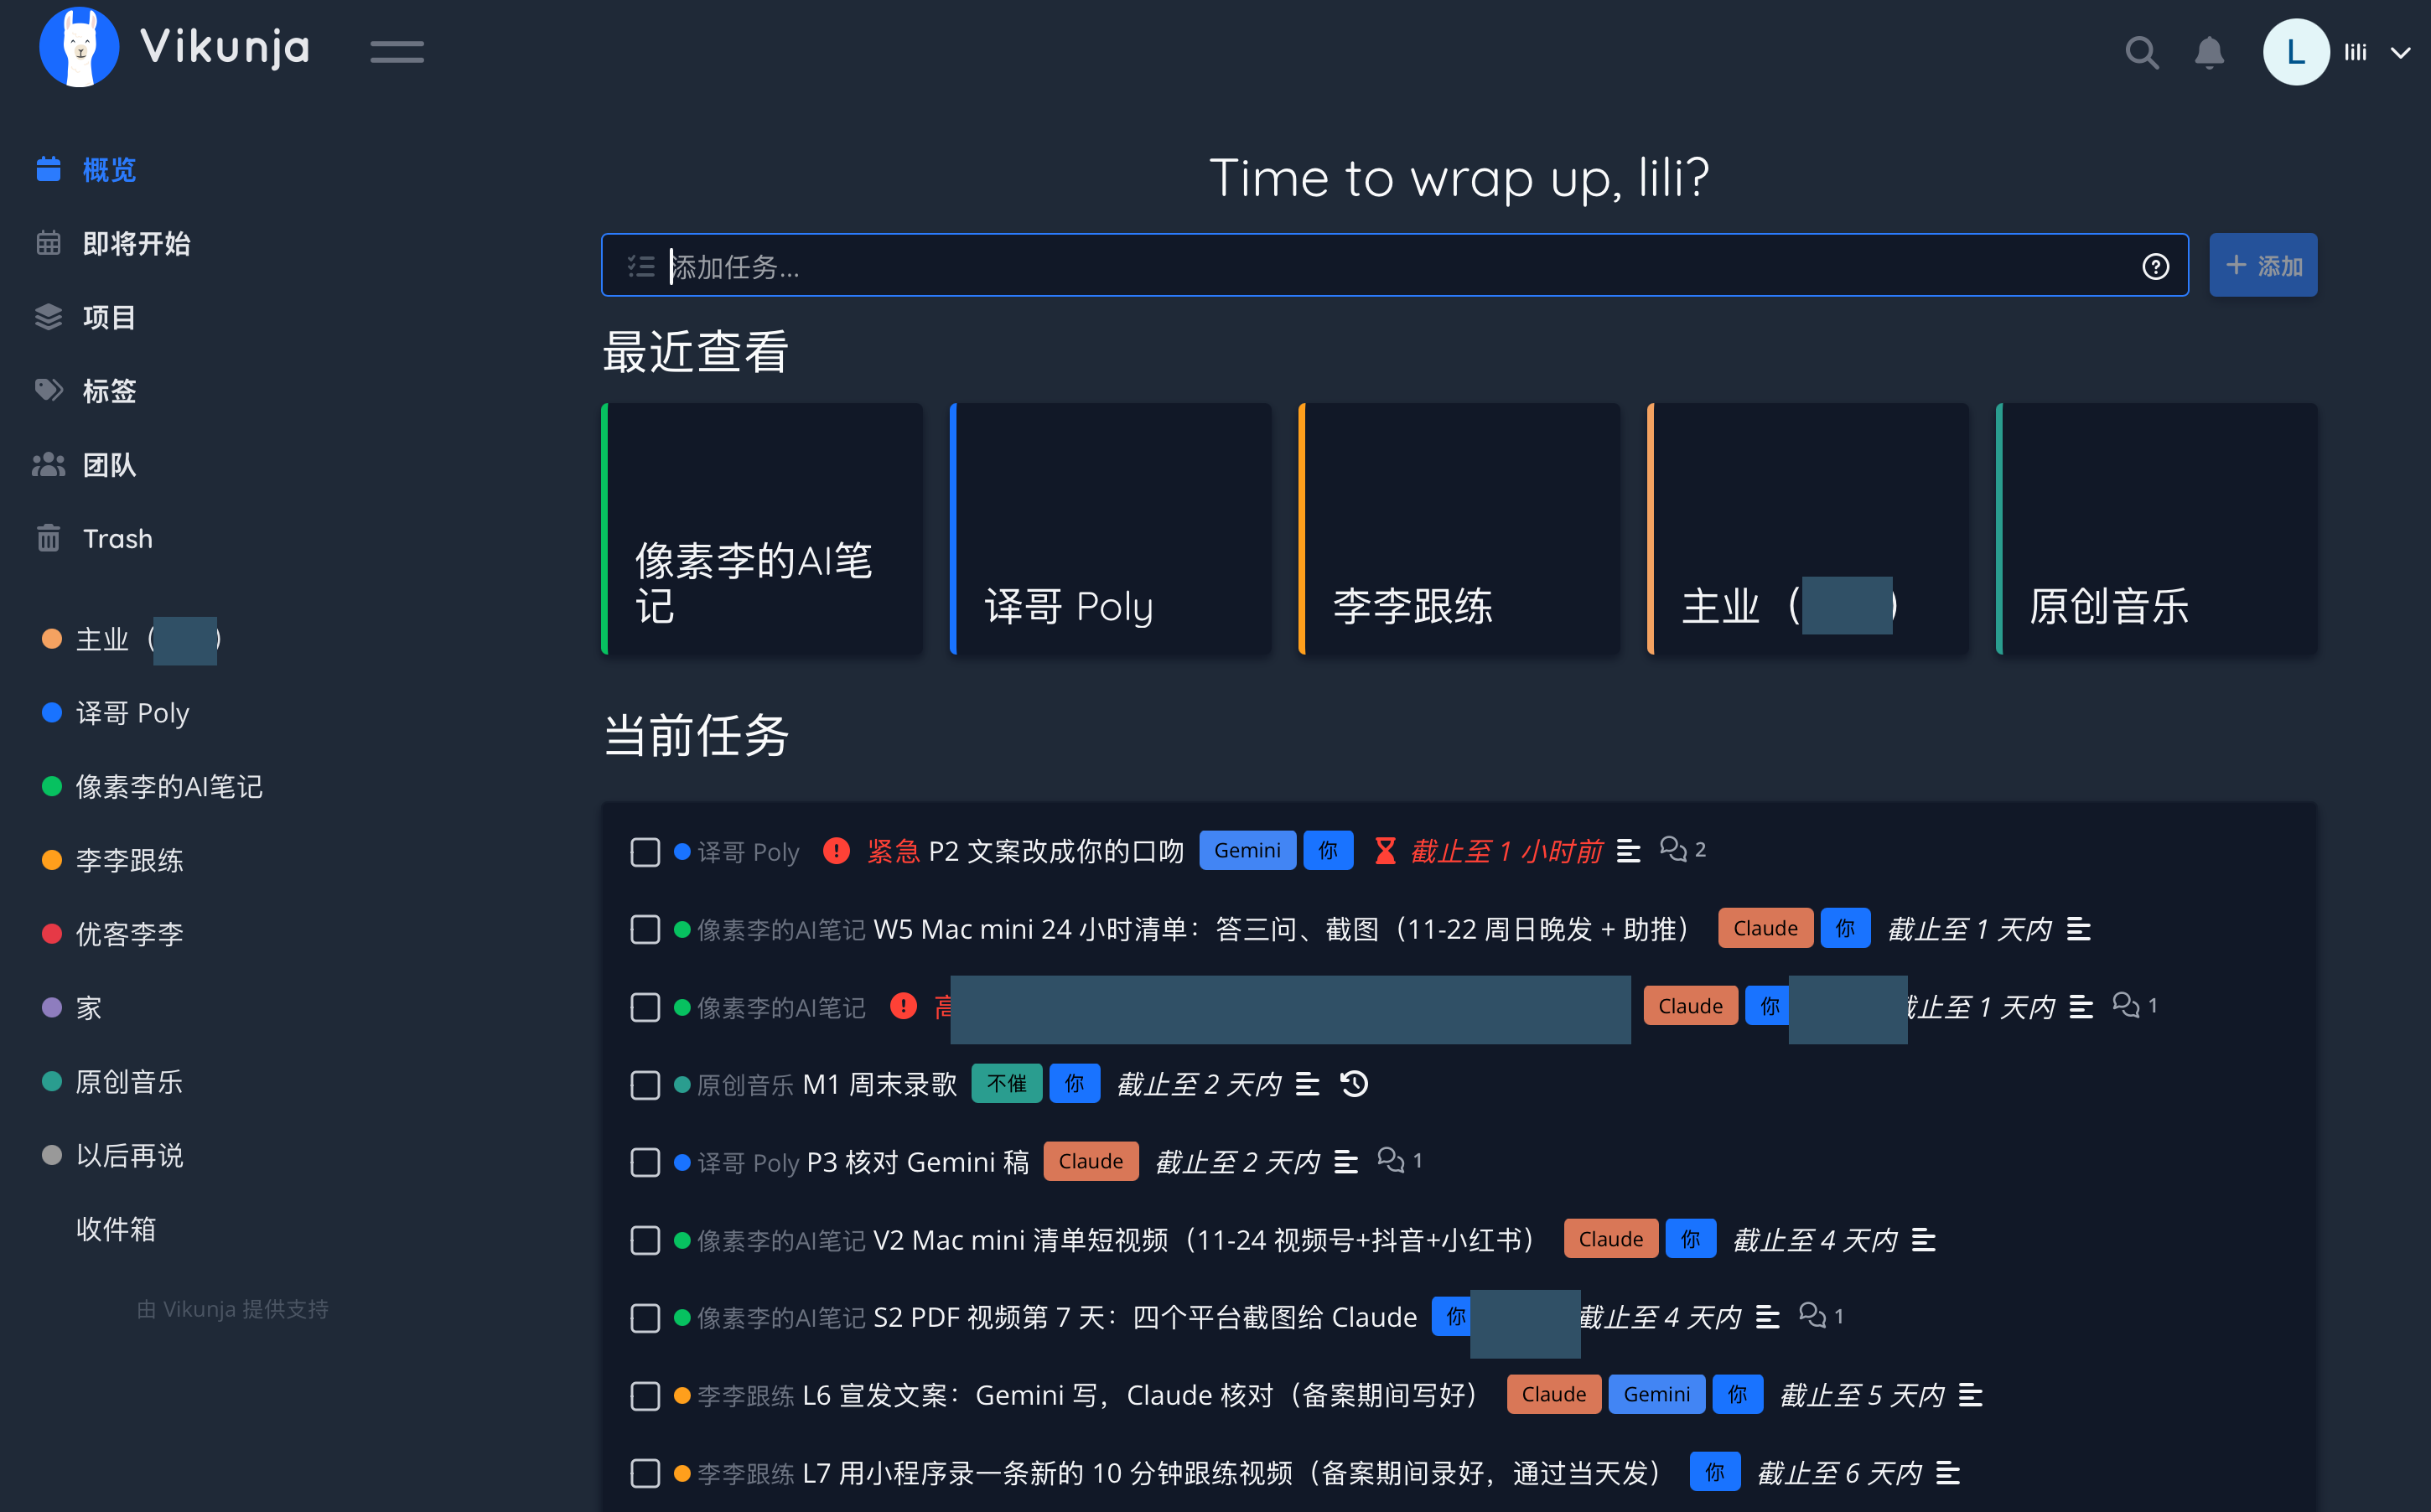 Vikunja
L lili
概览
即将开始
项目
标签
团队
Trash
主业（ ）
译哥 Poly
像素李的AI笔记
李李跟练
优客李李
家
原创音乐
以后再说
收件箱
由 Vikunja 提供支持
Time to wrap up, lili?
添加任务...
+ 添加
最近查看
像素李的AI笔
记
译哥 Poly
李李跟练
主业（ ）
原创音乐
当前任务
译哥 Poly 紧急 P2 文案改成你的口吻 Gemini 你 截止至 1 小时前 2
像素李的AI笔记 W5 Mac mini 24 小时清单：答三问、截图（11-22 周日晚发 + 助推） Claude 你 截止至 1 天内
像素李的AI笔记 Claude 你 截止至 1 天内 1
原创音乐 M1 周末录歌 不催 你 截止至 2 天内
译哥 Poly P3 核对 Gemini 稿 Claude 截止至 2 天内 1
像素李的AI笔记 V2 Mac mini 清单短视频（11-24 视频号+抖音+小红书） Claude 你 截止至 4 天内
像素李的AI笔记 S2 PDF 视频第 7 天：四个平台截图给 Claude 你 截止至 4 天内 1
李李跟练 L6 宣发文案：Gemini 写，Claude 核对（备案期间写好） Claude Gemini 你 截止至 5 天内
李李跟练 L7 用小程序录一条新的 10 分钟跟练视频（备案期间录好，通过当天发） 你 截止至 6 天内